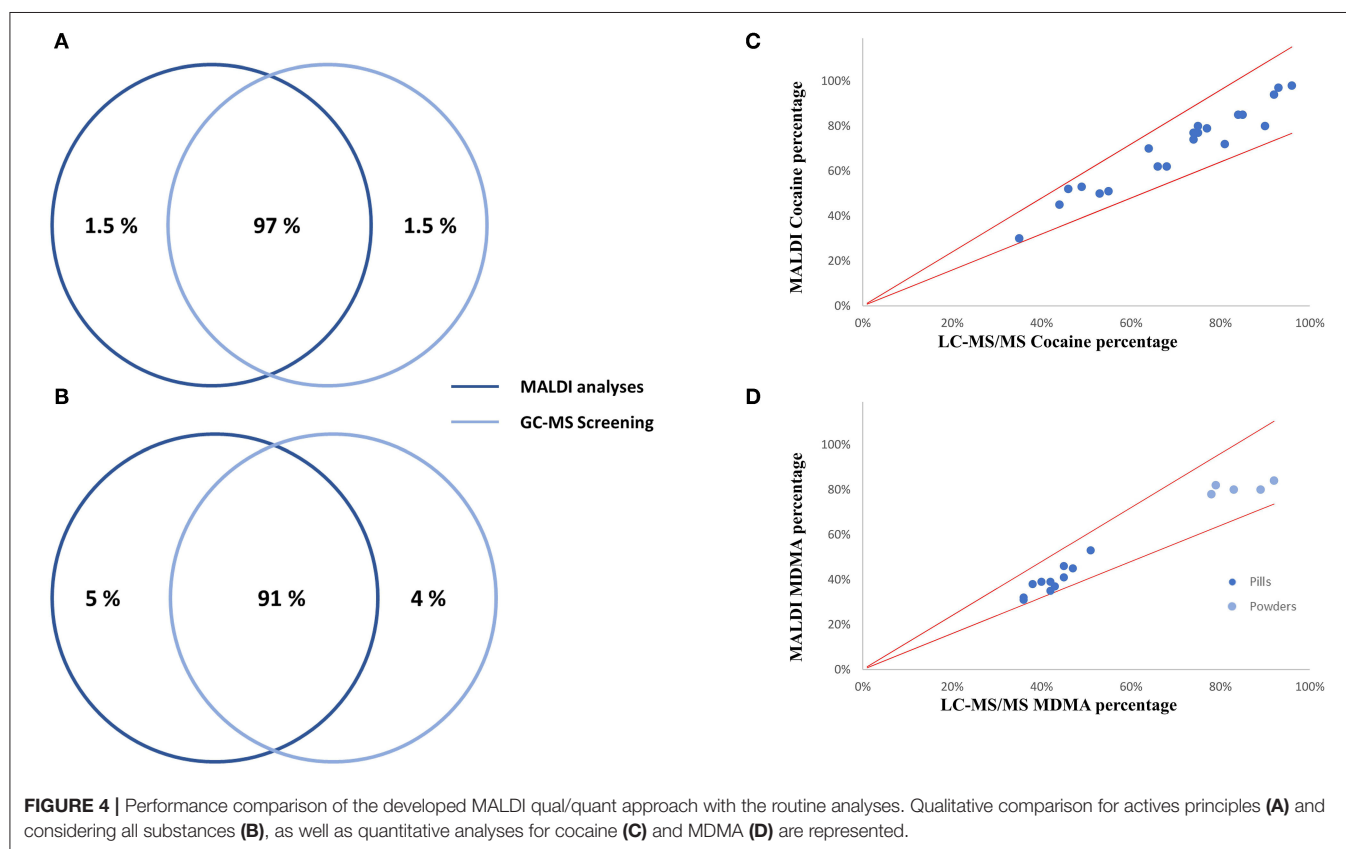 A
1.5 %
97 %
1.5 %
B
5 %
91 %
4 %
MALDI analyses
GC-MS Screening
C
MALDI Cocaine percentage
100%
80%
60%
40%
20%
0%
0%
20%
40%
60%
80%
100%
LC-MS/MS Cocaine percentage
D
MALDI MDMA percentage
100%
80%
60%
40%
20%
0%
Pills
Powders
0%
20%
40%
60%
80%
100%
LC-MS/MS MDMA percentage
FIGURE 4 | Performance comparison of the developed MALDI qual/quant approach with the routine analyses. Qualitative comparison for actives principles (A) and
considering all substances (B), as well as quantitative analyses for cocaine (C) and MDMA (D) are represented.